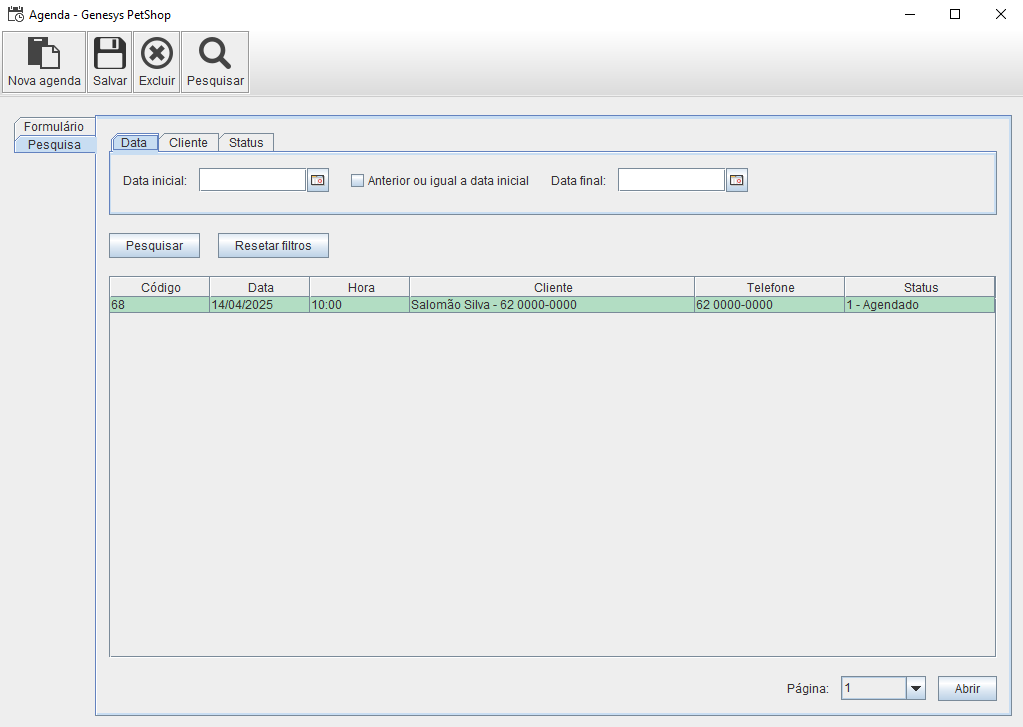 Agenda - Genesys PetShop
Nova agenda Salvar Excluir Pesquisar
Formulário
Pesquisa
Data Cliente Status
Data inicial: Anterior ou igual a data inicial Data final:
Pesquisar Resetar filtros
Código Data Hora Cliente Telefone Status
68 14/04/2025 10:00 Salomão Silva - 62 0000-0000 62 0000-0000 1 - Agendado
Página: 1 Abrir